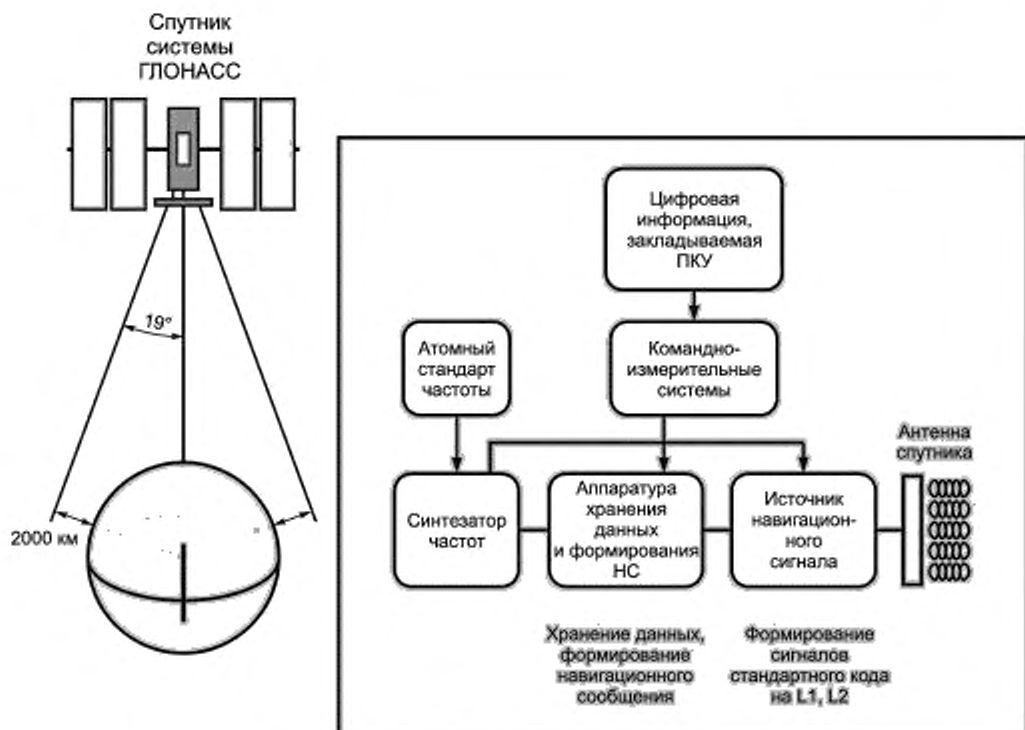 Спутник
системы
ГЛОНАСС
19°
2000 км
Цифровая
информация,
закладываемая
ПКУ
Атомный
стандарт
частоты
Командно-
измерительные
системы
Антенна
спутника
Синтезатор
частот
Аппаратура
хранения
данных
и формирования
НС
Источник
навигацион-
ного
сигнала
Хранение данных,
формирование
навигационного
сообщения
Формирование
сигналов
стандартного кода
на L1, L2